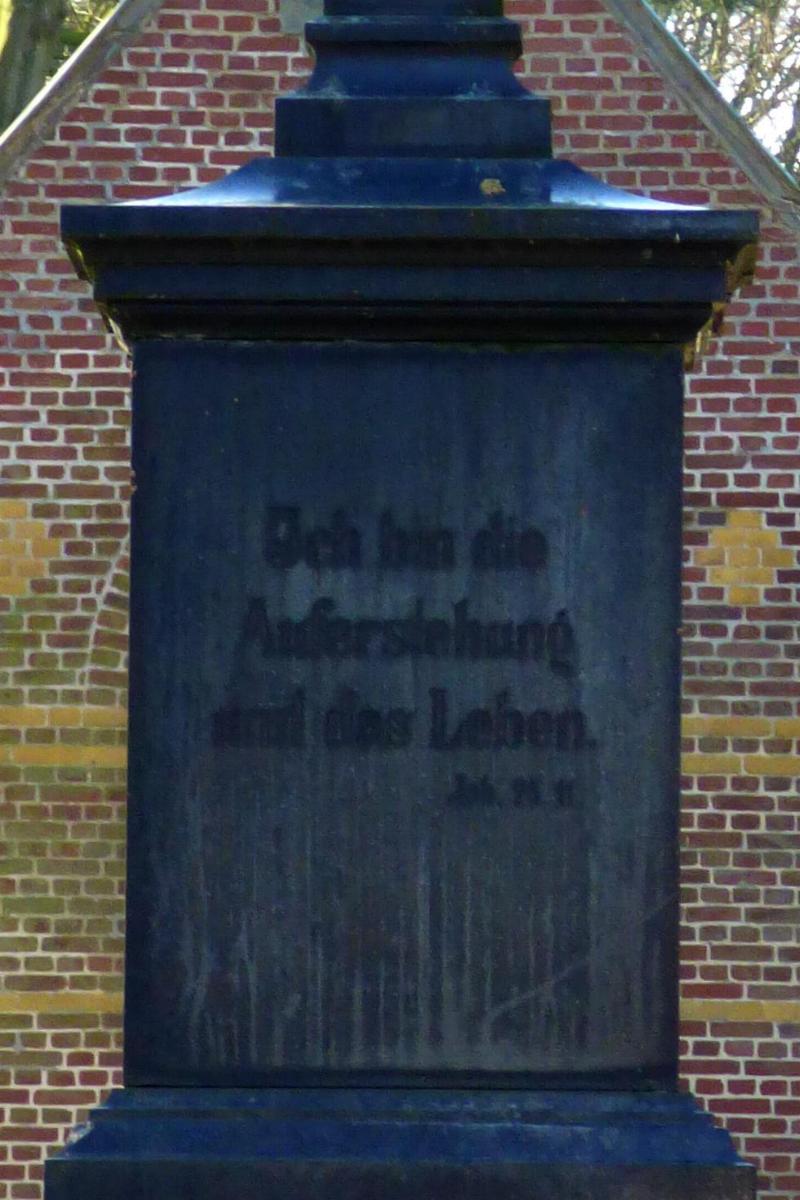 Ich bin die
Auferstehung
und das Leben.
Joh.